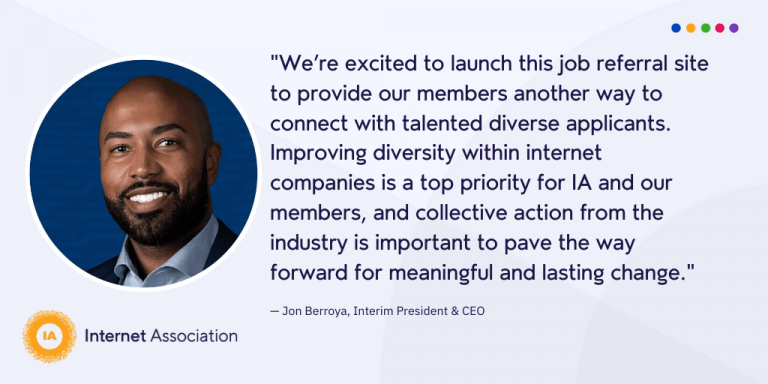 "We’re excited to launch this job referral site
to provide our members another way to
connect with talented diverse applicants.
Improving diversity within internet
companies is a top priority for IA and our
members, and collective action from the
industry is important to pave the way
forward for meaningful and lasting change."
— Jon Berroya, Interim President & CEO
IA
Internet Association